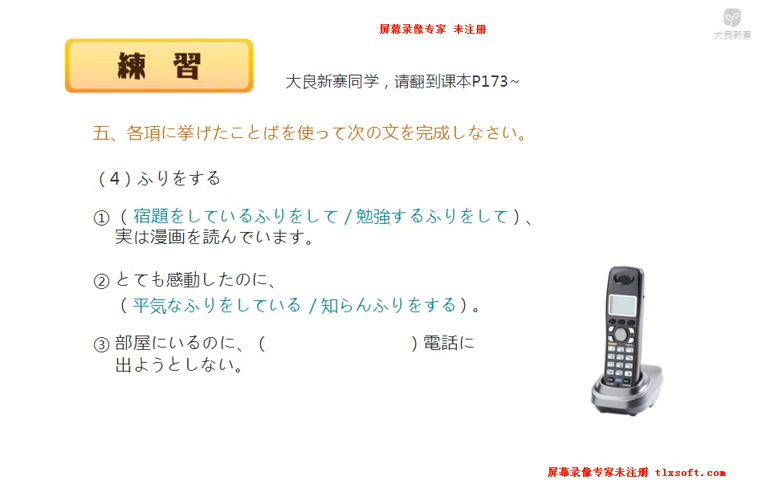 屏幕录像专家 未注册
大良新寨
練習
大良新寨同学，请翻到课本P173~
五、各項に挙げたことばを使って次の文を完成しなさい。
（4）ふりをする
①（宿題をしているふりをして / 勉強するふりをして）、
実は漫画を読んでいます。
② とても感動したのに、
（平気なふりをしている / 知らんふりをする）。
③ 部屋にいるのに、（　　　　　　　　）電話に
出ようとしない。
屏幕录像专家未注册 tlxsoft.com